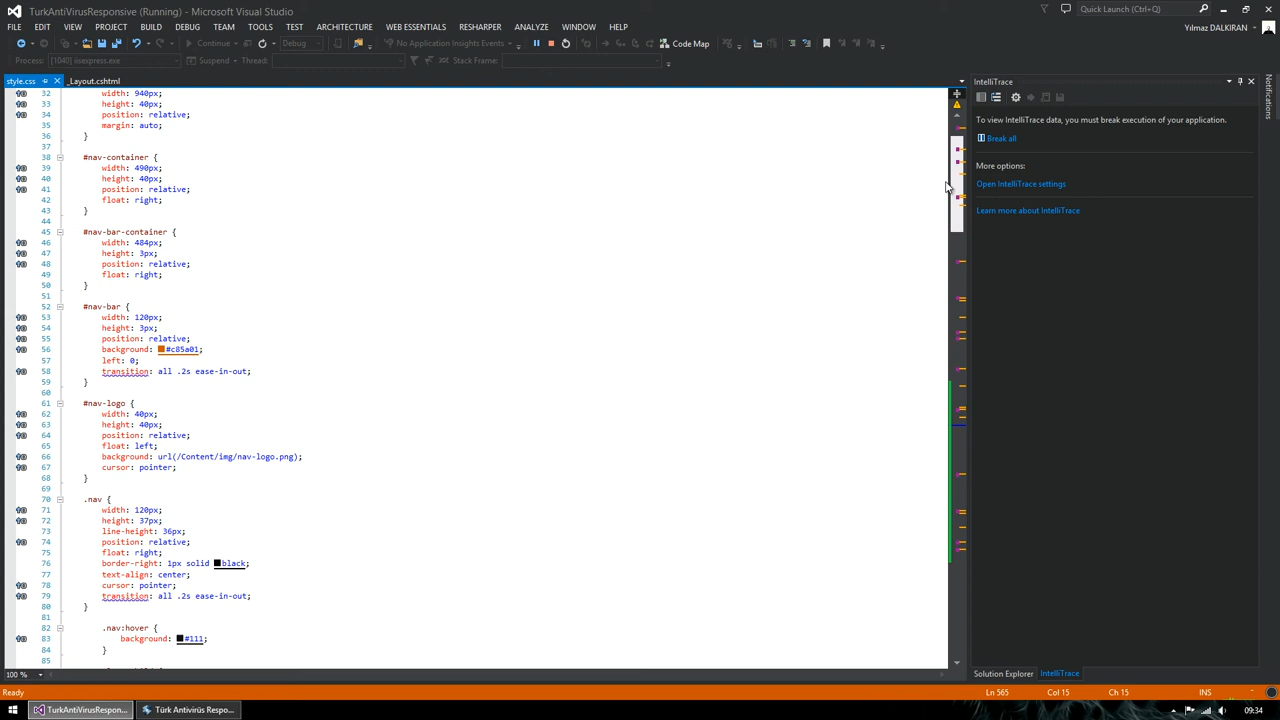 TurkAntiVirusResponsive (Running) - Microsoft Visual Studio
Quick Launch (Ctrl+Q)
FILE EDIT VIEW PROJECT BUILD DEBUG TEAM TOOLS TEST ARCHITECTURE WEB ESSENTIALS RESHARPER ANALYZE WINDOW HELP
Yılmaz DALKIRAN
Continue Debug No Application Insights Events Code Map
Process: [1040] iisexpress.exe Suspend Thread: Stack Frame:
style.css _Layout.cshtml
32 width: 940px;
33 height: 40px;
34 position: relative;
35 margin: auto;
36 }
37
38 #nav-container {
39 width: 490px;
40 height: 40px;
41 position: relative;
42 float: right;
43 }
44
45 #nav-bar-container {
46 width: 484px;
47 height: 3px;
48 position: relative;
49 float: right;
50 }
51
52 #nav-bar {
53 width: 120px;
54 height: 3px;
55 position: relative;
56 background: #c85a01;
57 left: 0;
58 transition: all .2s ease-in-out;
59 }
60
61 #nav-logo {
62 width: 40px;
63 height: 40px;
64 position: relative;
65 float: left;
66 background: url(/Content/img/nav-logo.png);
67 cursor: pointer;
68 }
69
70 .nav {
71 width: 120px;
72 height: 37px;
73 line-height: 36px;
74 position: relative;
75 float: right;
76 border-right: 1px solid black;
77 text-align: center;
78 cursor: pointer;
79 transition: all .2s ease-in-out;
80 }
81
82 .nav:hover {
83 background: #111;
84 }
85
100 %
IntelliTrace
To view IntelliTrace data, you must break execution of your application.
Break all
More options:
Open IntelliTrace settings
Learn more about IntelliTrace
Notifications
Solution Explorer IntelliTrace
Ready Ln 565 Col 15 Ch 15 INS
TurkAntiVirusRespon... Türk Antivirüs Respo... 09:34